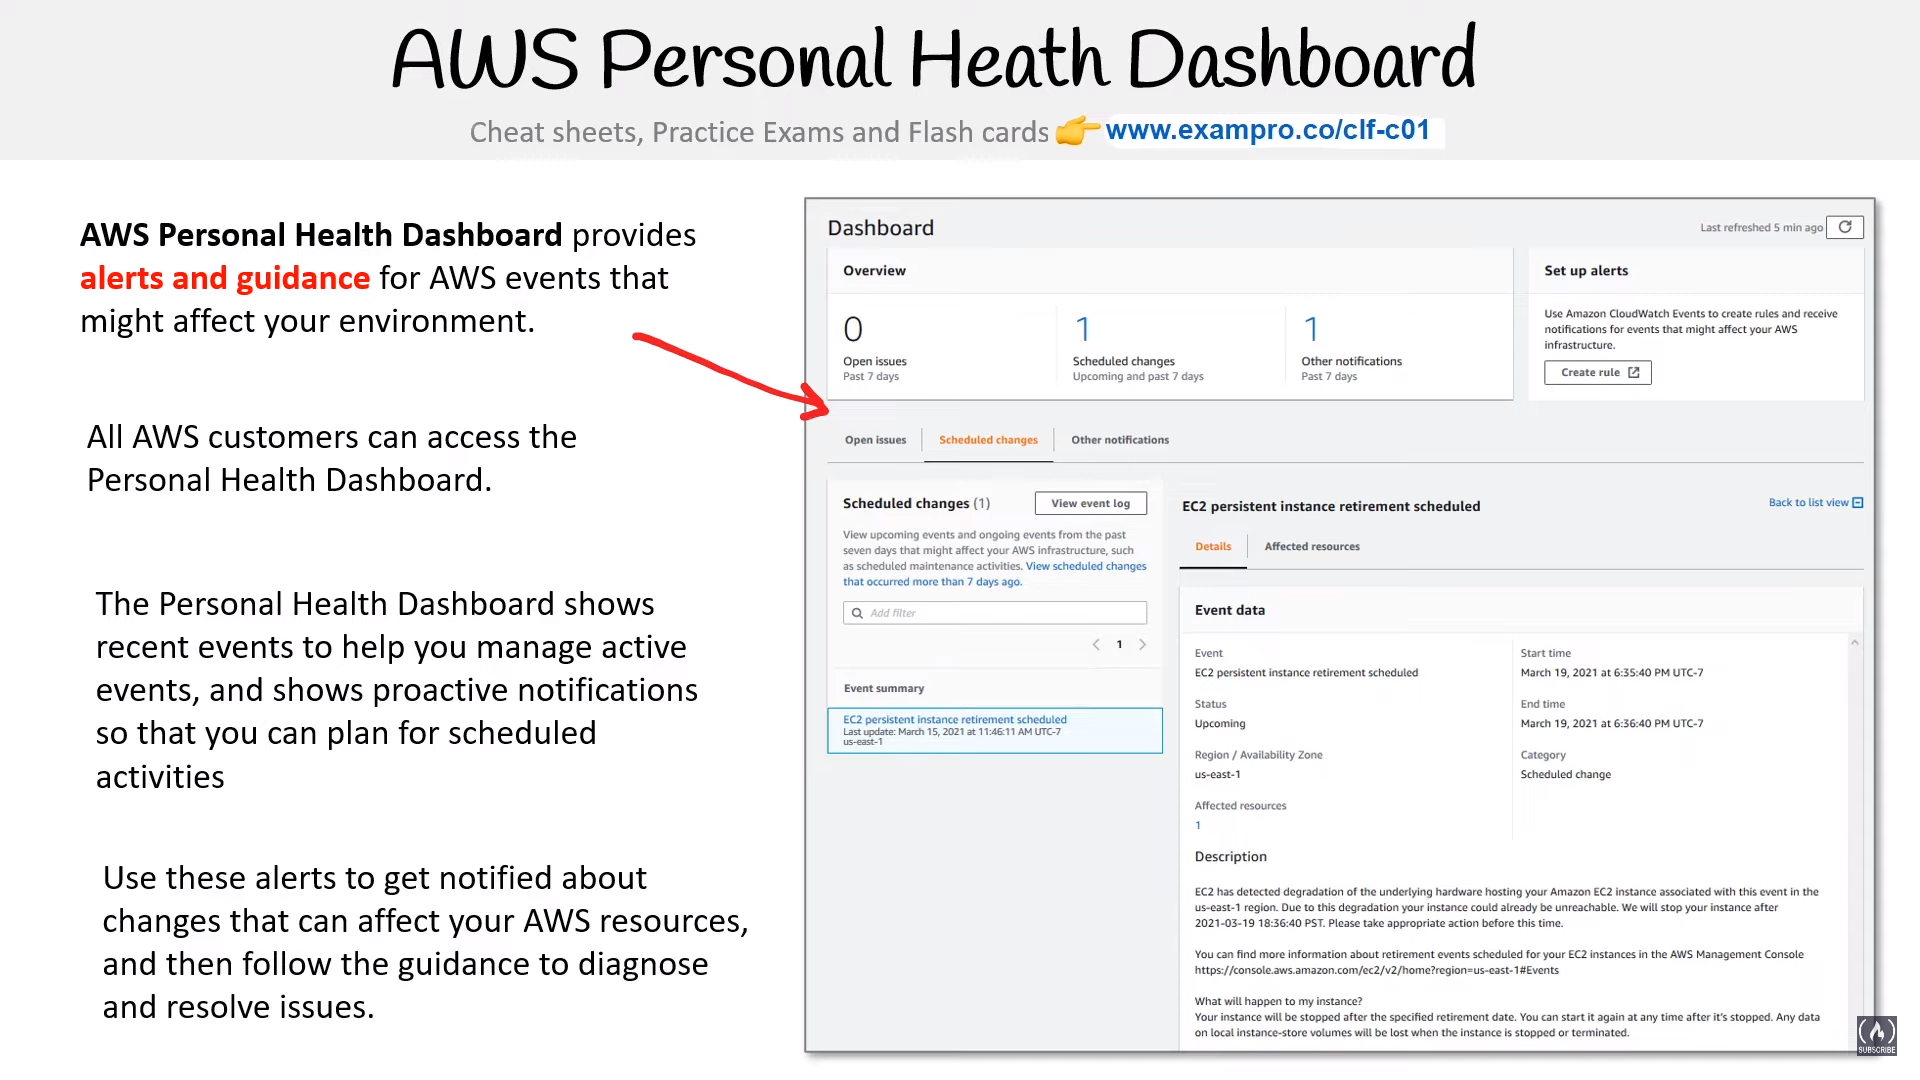 AWS Personal Heath Dashboard
Cheat sheets, Practice Exams and Flash cards 👉 www.exampro.co/clf-c01
AWS Personal Health Dashboard provides
alerts and guidance for AWS events that
might affect your environment.
All AWS customers can access the
Personal Health Dashboard.
The Personal Health Dashboard shows
recent events to help you manage active
events, and shows proactive notifications
so that you can plan for scheduled
activities
Use these alerts to get notified about
changes that can affect your AWS resources,
and then follow the guidance to diagnose
and resolve issues.
Dashboard
Last refreshed 5 min ago
Overview
0
Open issues
Past 7 days
1
Scheduled changes
Upcoming and past 7 days
1
Other notifications
Past 7 days
Set up alerts
Use Amazon CloudWatch Events to create rules and receive
notifications for events that might affect your AWS
infrastructure.
Create rule
Open issues
Scheduled changes
Other notifications
Scheduled changes (1)
View event log
View upcoming events and ongoing events from the past
seven days that might affect your AWS infrastructure, such
as scheduled maintenance activities. View scheduled changes
that occurred more than 7 days ago.
Add filter
1
Event summary
EC2 persistent instance retirement scheduled
Last update: March 15, 2021 at 11:46:11 AM UTC-7
us-east-1
EC2 persistent instance retirement scheduled
Back to list view
Details
Affected resources
Event data
Event
EC2 persistent instance retirement scheduled
Status
Upcoming
Region / Availability Zone
us-east-1
Affected resources
1
Start time
March 19, 2021 at 6:35:40 PM UTC-7
End time
March 19, 2021 at 6:36:40 PM UTC-7
Category
Scheduled change
Description
EC2 has detected degradation of the underlying hardware hosting your Amazon EC2 instance associated with this event in the
us-east-1 region. Due to this degradation your instance could already be unreachable. We will stop your instance after
2021-03-19 18:36:40 PST. Please take appropriate action before this time.
You can find more information about retirement events scheduled for your EC2 instances in the AWS Management Console
https://console.aws.amazon.com/ec2/v2/home?region=us-east-1#Events
What will happen to my instance?
Your instance will be stopped after the specified retirement date. You can start it again at any time after it's stopped. Any data
on local instance-store volumes will be lost when the instance is stopped or terminated.
SUBSCRIBE